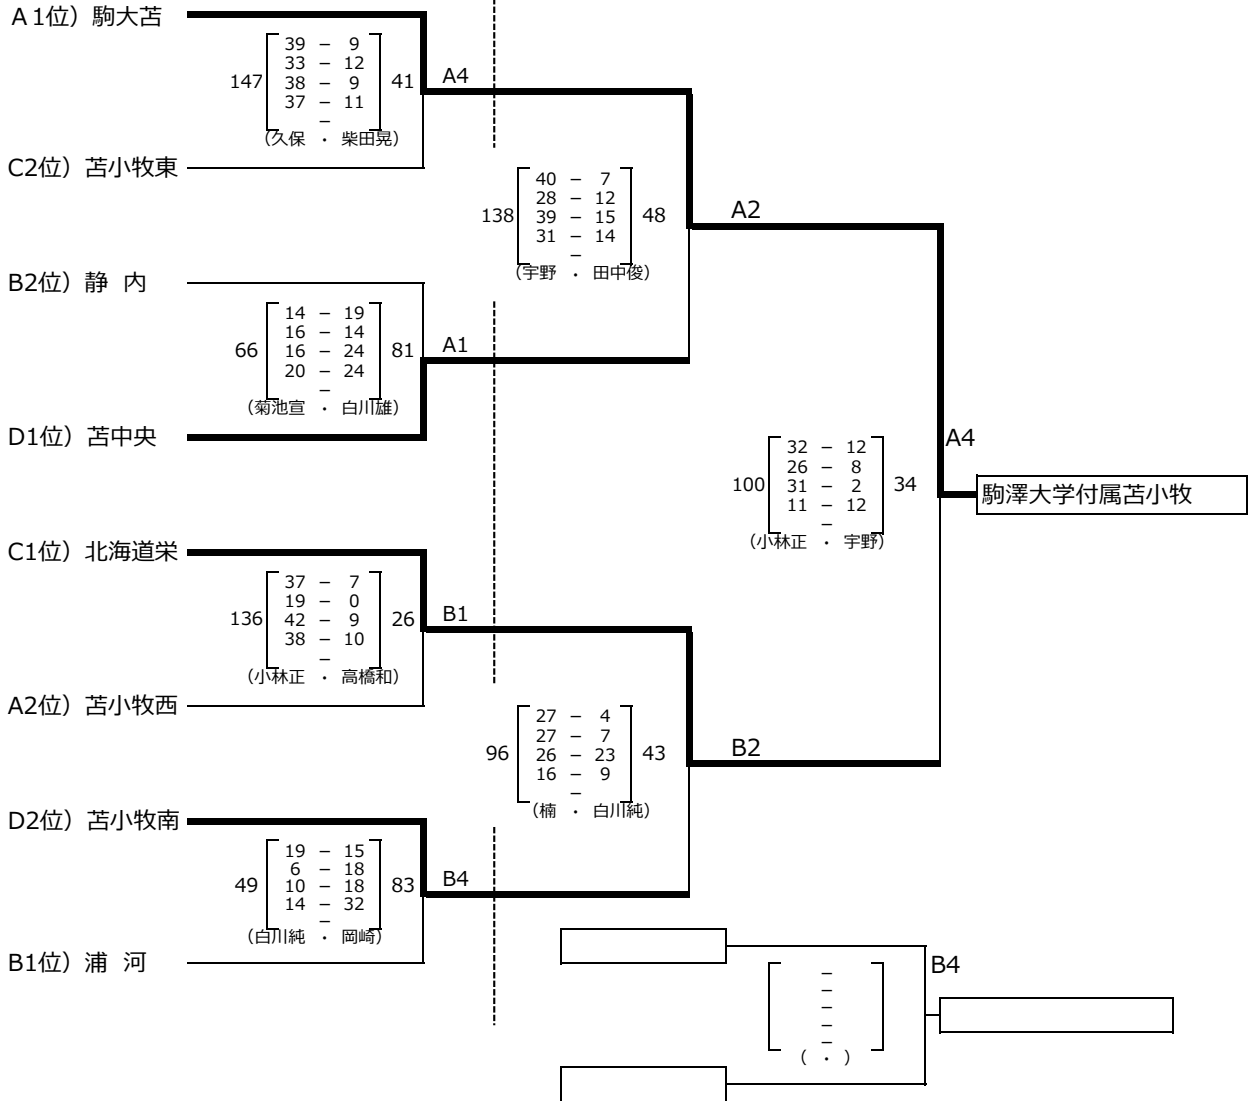 A1位）駒大苫
39 － 9
33 － 12
147 38 － 9 41 A4
37 － 11
－
（久保 ・ 柴田晃）
C2位）苫小牧東
40 － 7
28 － 12
138 39 － 15 48 A2
31 － 14
－
（宇野 ・ 田中俊）
B2位）静 内
14 － 19
16 － 14
66 16 － 24 81 A1
20 － 24
－
（菊池宣 ・ 白川雄）
D1位）苫中央
A4
32 － 12
26 － 8
100 31 － 2 34 駒澤大学付属苫小牧
11 － 12
－
（小林正 ・ 宇野）
C1位）北海道栄
37 － 7
19 － 0
136 42 － 9 26 B1
38 － 10
－
（小林正 ・ 高橋和）
A2位）苫小牧西
27 － 4
27 － 7
96 26 － 23 43 B2
16 － 9
－
（楠 ・ 白川純）
D2位）苫小牧南
19 － 15
6 － 18
49 10 － 18 83 B4
14 － 32
－
（白川純 ・ 岡崎）
B1位）浦 河
B4
－
－
－
－
－
（ ・ ）